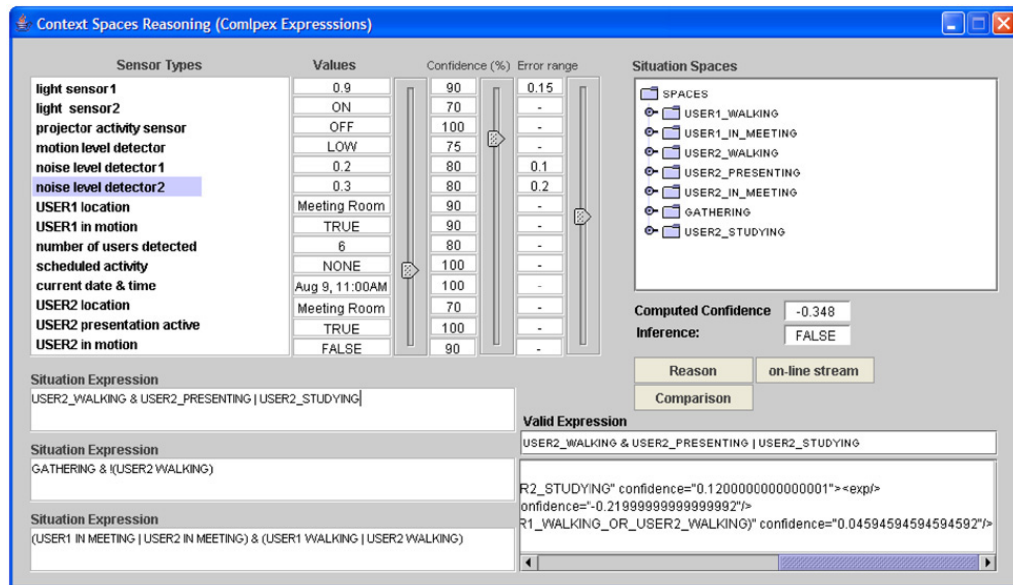 Context Spaces Reasoning (Comlpex Expresssions)
Sensor Types Values Confidence (%) Error range
light sensor1 0.9 90 0.15
light sensor2 ON 70 -
projector activity sensor OFF 100 -
motion level detector LOW 75 -
noise level detector1 0.2 80 0.1
noise level detector2 0.3 80 0.2
USER1 location Meeting Room 90 -
USER1 in motion TRUE 90 -
number of users detected 6 80 -
scheduled activity NONE 100 -
current date & time Aug 9, 11:00AM 100 -
USER2 location Meeting Room 70 -
USER2 presentation active TRUE 100 -
USER2 in motion FALSE 90 -
Situation Spaces
SPACES
USER1_WALKING
USER1_IN_MEETING
USER2_WALKING
USER2_PRESENTING
USER2_IN_MEETING
GATHERING
USER2_STUDYING
Computed Confidence -0.348
Inference: FALSE
Reason on-line stream
Comparison
Situation Expression
USER2_WALKING & USER2_PRESENTING | USER2_STUDYING
Situation Expression
GATHERING & !(USER2 WALKING)
Situation Expression
(USER1 IN MEETING | USER2 IN MEETING) & (USER1 WALKING | USER2 WALKING)
Valid Expression
USER2_WALKING & USER2_PRESENTING | USER2_STUDYING
R2_STUDYING" confidence="0.1200000000000001"><exp/>
onfidence="-0.21999999999999992"/>
R1_WALKING_OR_USER2_WALKING)" confidence="0.04594594594594592"/>